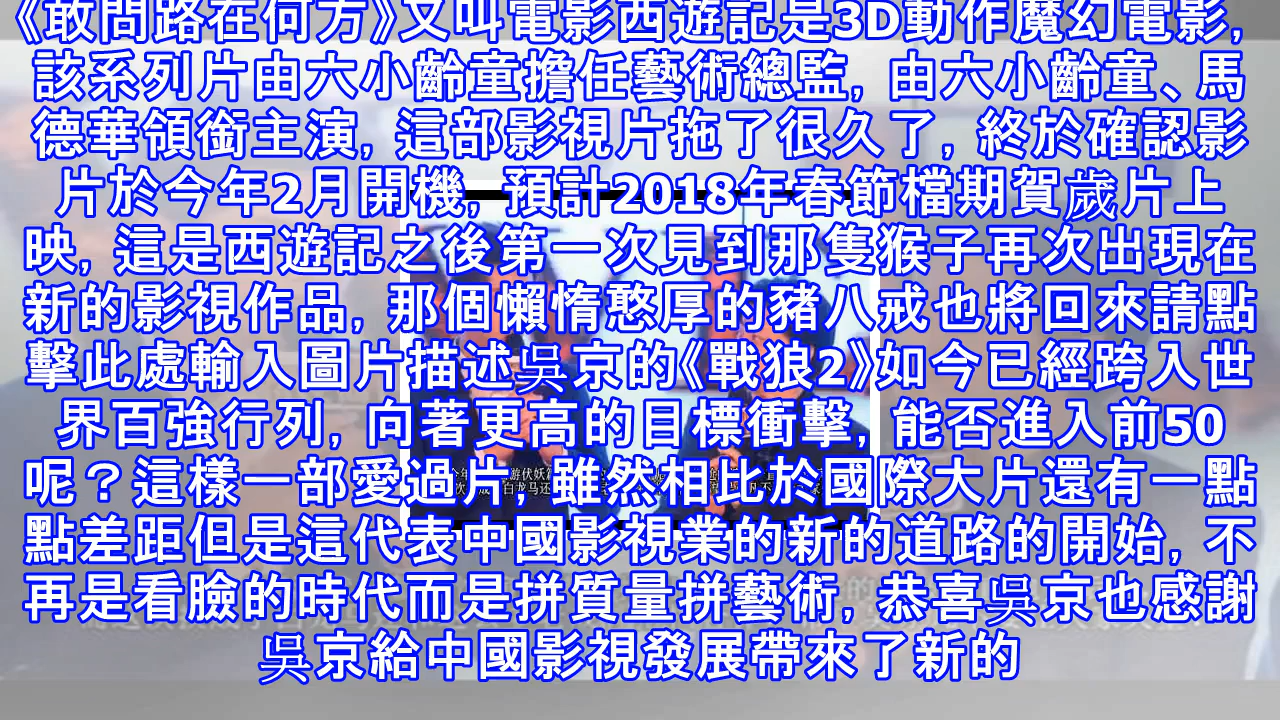 《敢問路在何方》又叫電影西遊記是3D動作魔幻電影,
該系列片由六小齡童擔任藝術總監, 由六小齡童、馬
德華領銜主演, 這部影視片拖了很久了, 終於確認影
片於今年2月開機, 預計2018年春節檔期賀歲片上
映, 這是西遊記之後第一次見到那隻猴子再次出現在
新的影視作品, 那個懶惰憨厚的豬八戒也將回來請點
擊此處輸入圖片描述吳京的《戰狼2》如今已經跨入世
界百強行列, 向著更高的目標衝擊, 能否進入前50
呢？這樣一部愛過片, 雖然相比於國際大片還有一點
點差距但是這代表中國影視業的新的道路的開始, 不
再是看臉的時代而是拼質量拼藝術, 恭喜吳京也感謝
吳京給中國影視發展帶來了新的